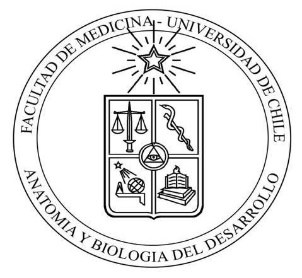 FACULTAD DE MEDICINA - UNIVERSIDAD DE CHILE
ANATOMIA Y BIOLOGIA DEL DESARROLLO